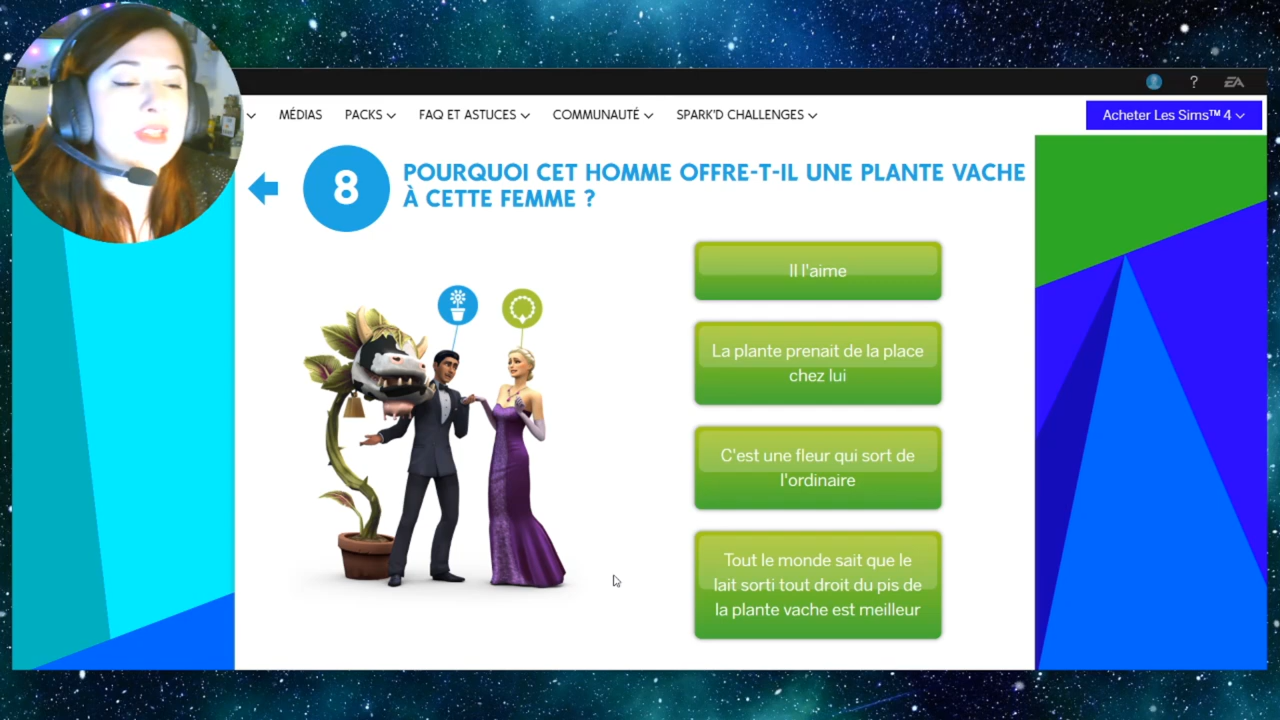 ?
EA
MÉDIAS
PACKS
FAQ ET ASTUCES
COMMUNAUTÉ
SPARK'D CHALLENGES
Acheter Les Sims™ 4
8
POURQUOI CET HOMME OFFRE-T-IL UNE PLANTE VACHE
À CETTE FEMME ?
Il l'aime
La plante prenait de la place
chez lui
C'est une fleur qui sort de
l'ordinaire
Tout le monde sait que le
lait sorti tout droit du pis de
la plante vache est meilleur